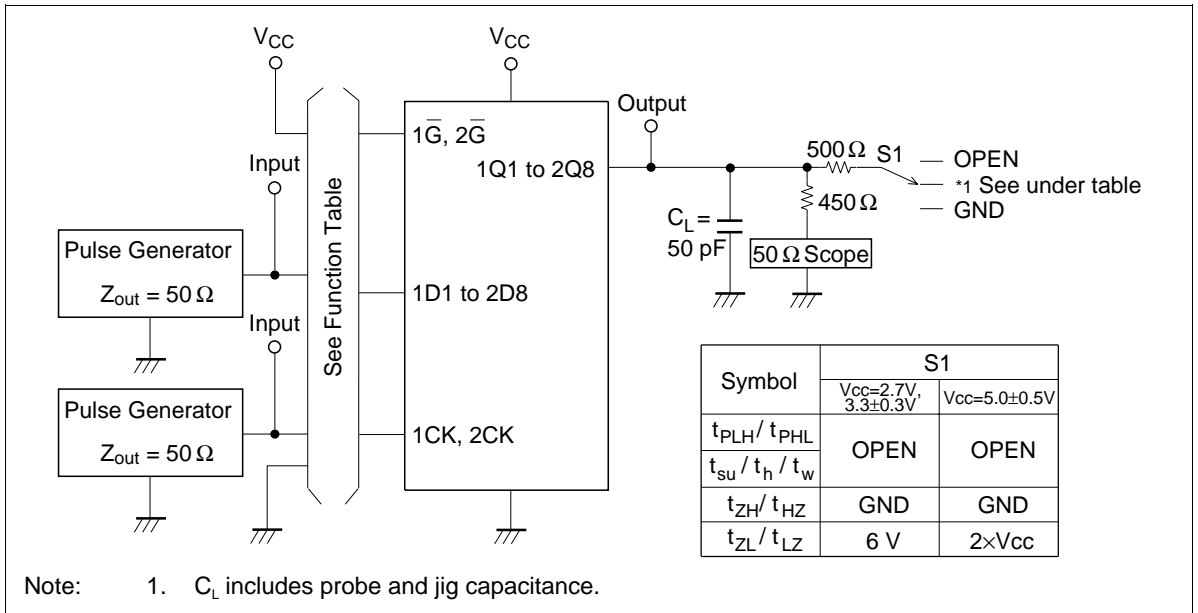 VCC
VCC
Output
Input
1G̅, 2G̅
1Q1 to 2Q8
500 Ω
S1
OPEN
*1 See under table
GND
450 Ω
CL =
50 pF
50 Ω Scope
Pulse Generator
Zout = 50 Ω
See Function Table
1D1 to 2D8
Input
Pulse Generator
Zout = 50 Ω
1CK, 2CK
Symbol
S1
Vcc=2.7V,
3.3±0.3V
Vcc=5.0±0.5V
tPLH/ tPHL
OPEN
OPEN
tsu / th / tw
tZH/ tHZ
GND
GND
tZL / tLZ
6 V
2×Vcc
Note: 1. CL includes probe and jig capacitance.